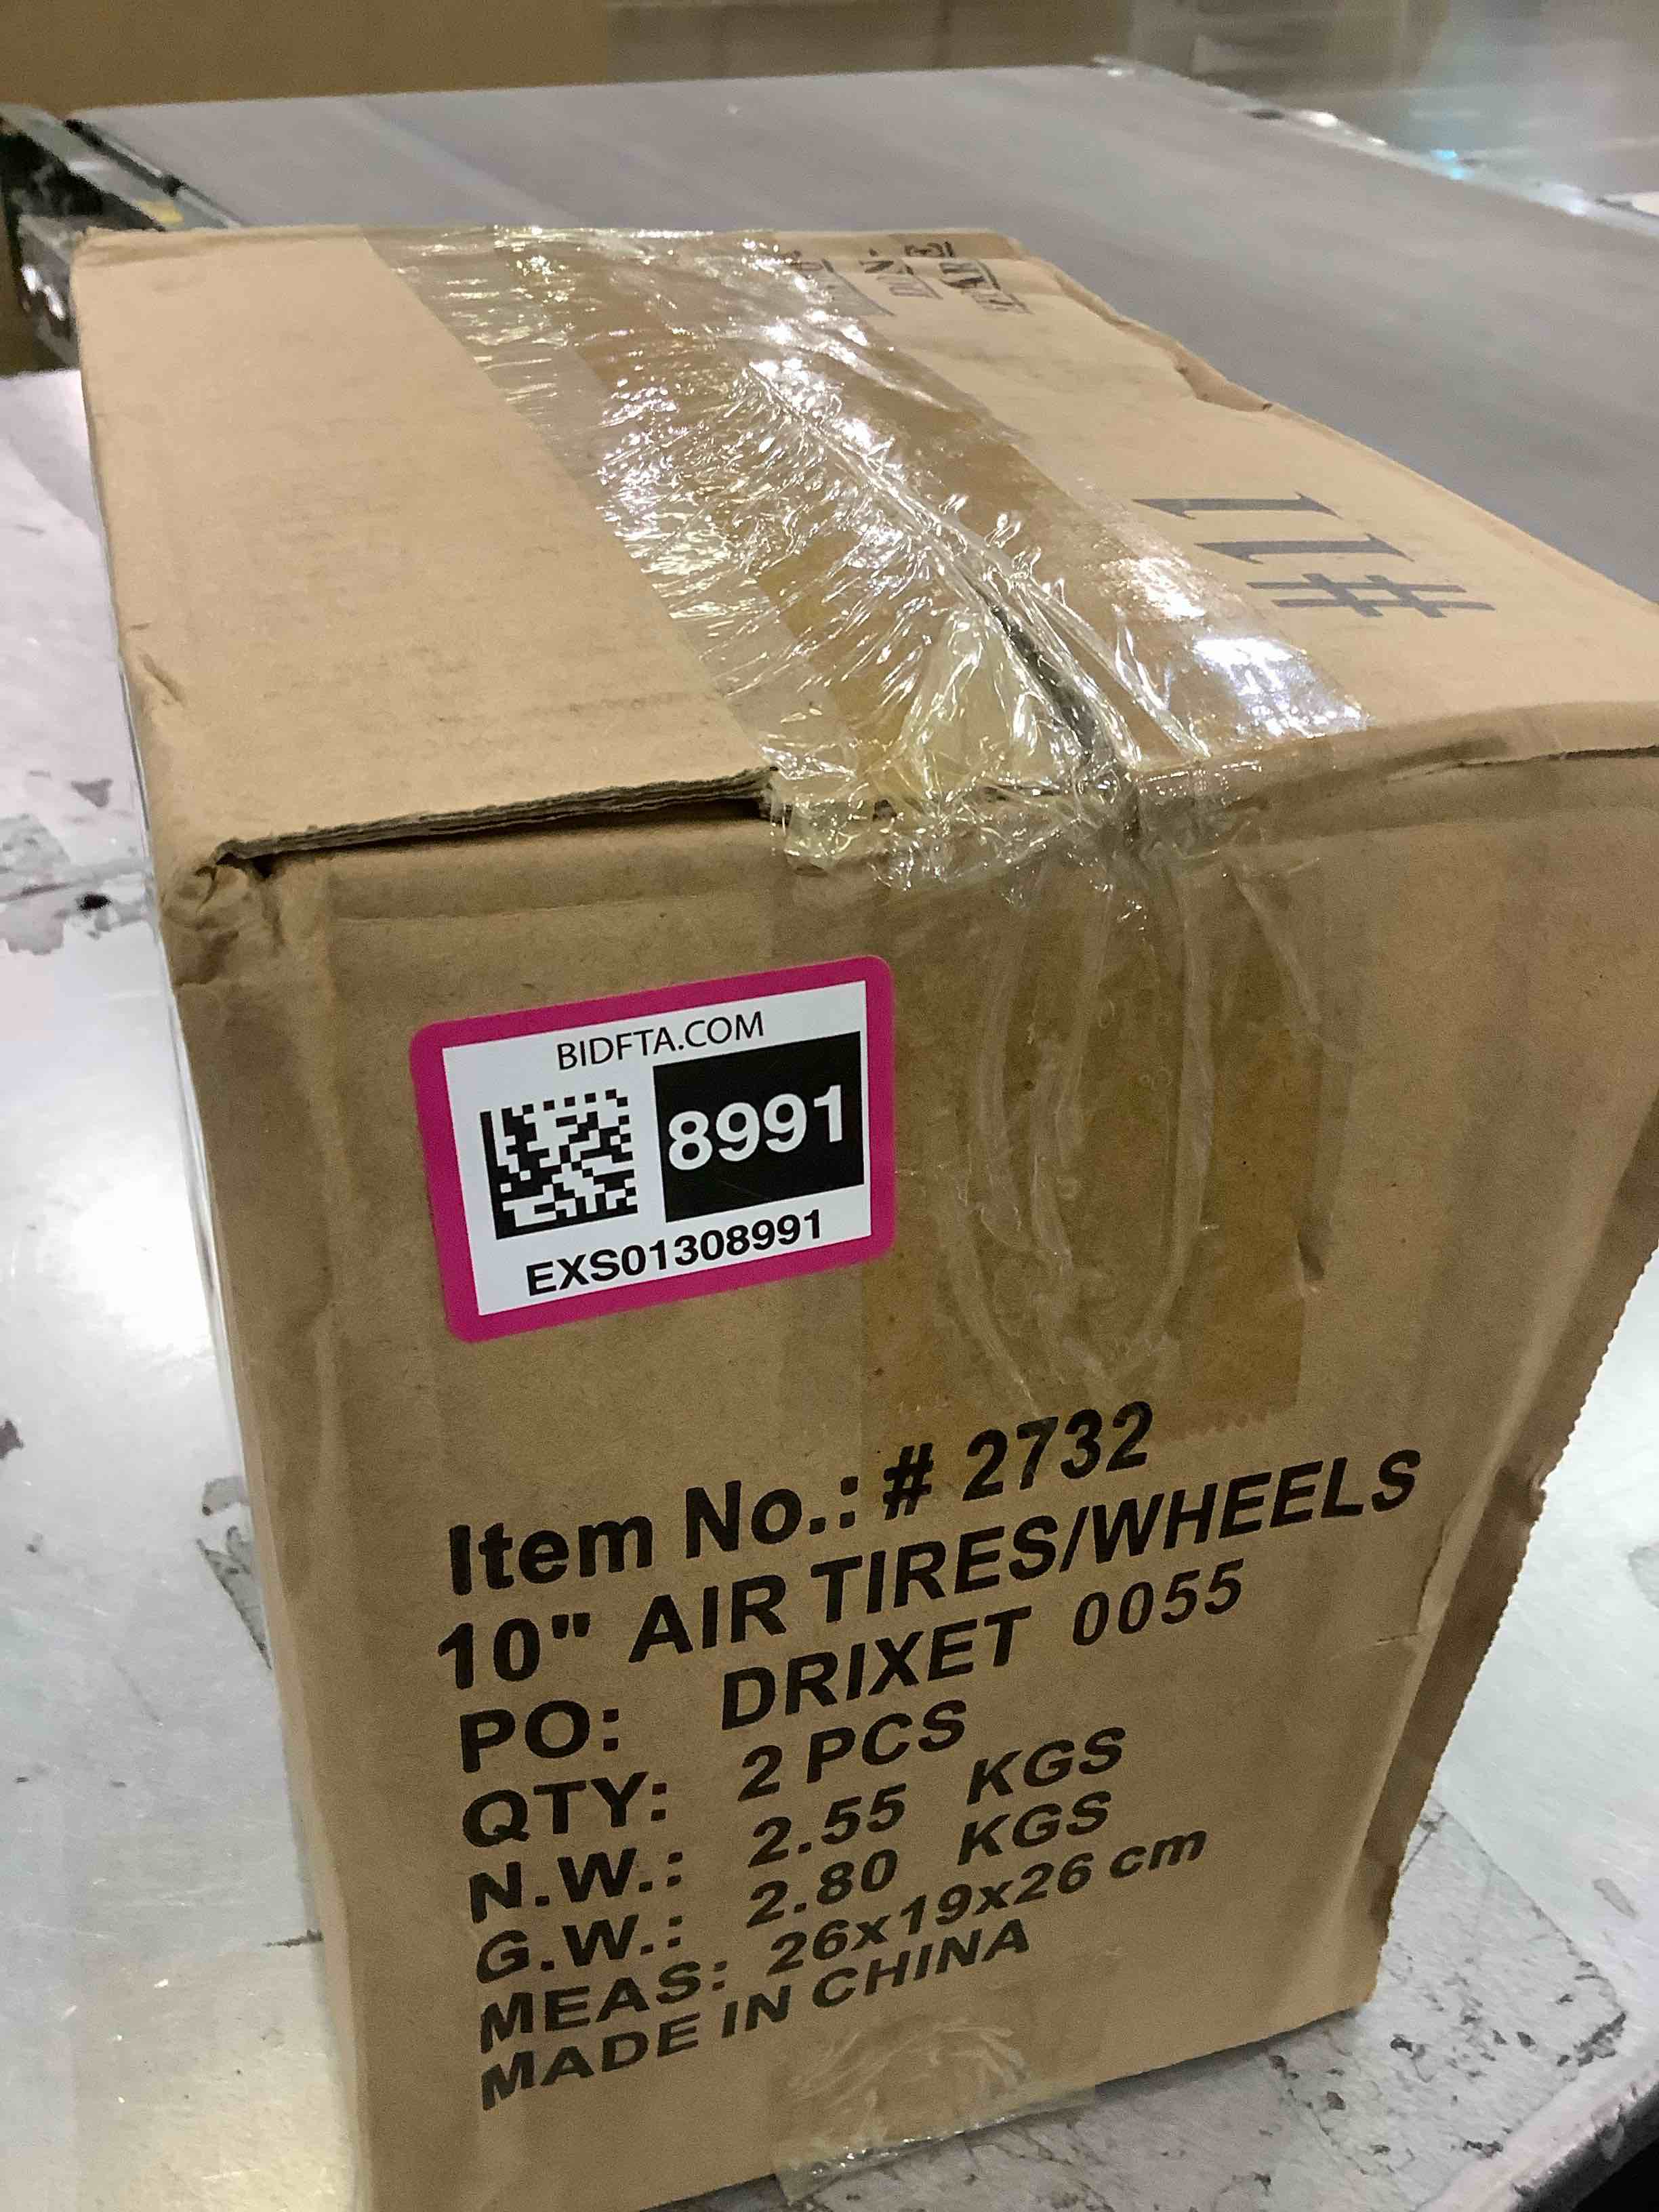 #11
BIDFTA.COM
8991
EXS01308991
Item No.: # 2732
10" AIR TIRES/WHEELS
PO: DRIXET 0055
QTY: 2 PCS
N.W.: 2.55 KGS
G.W.: 2.80 KGS
MEAS: 26x19x26 cm
MADE IN CHINA